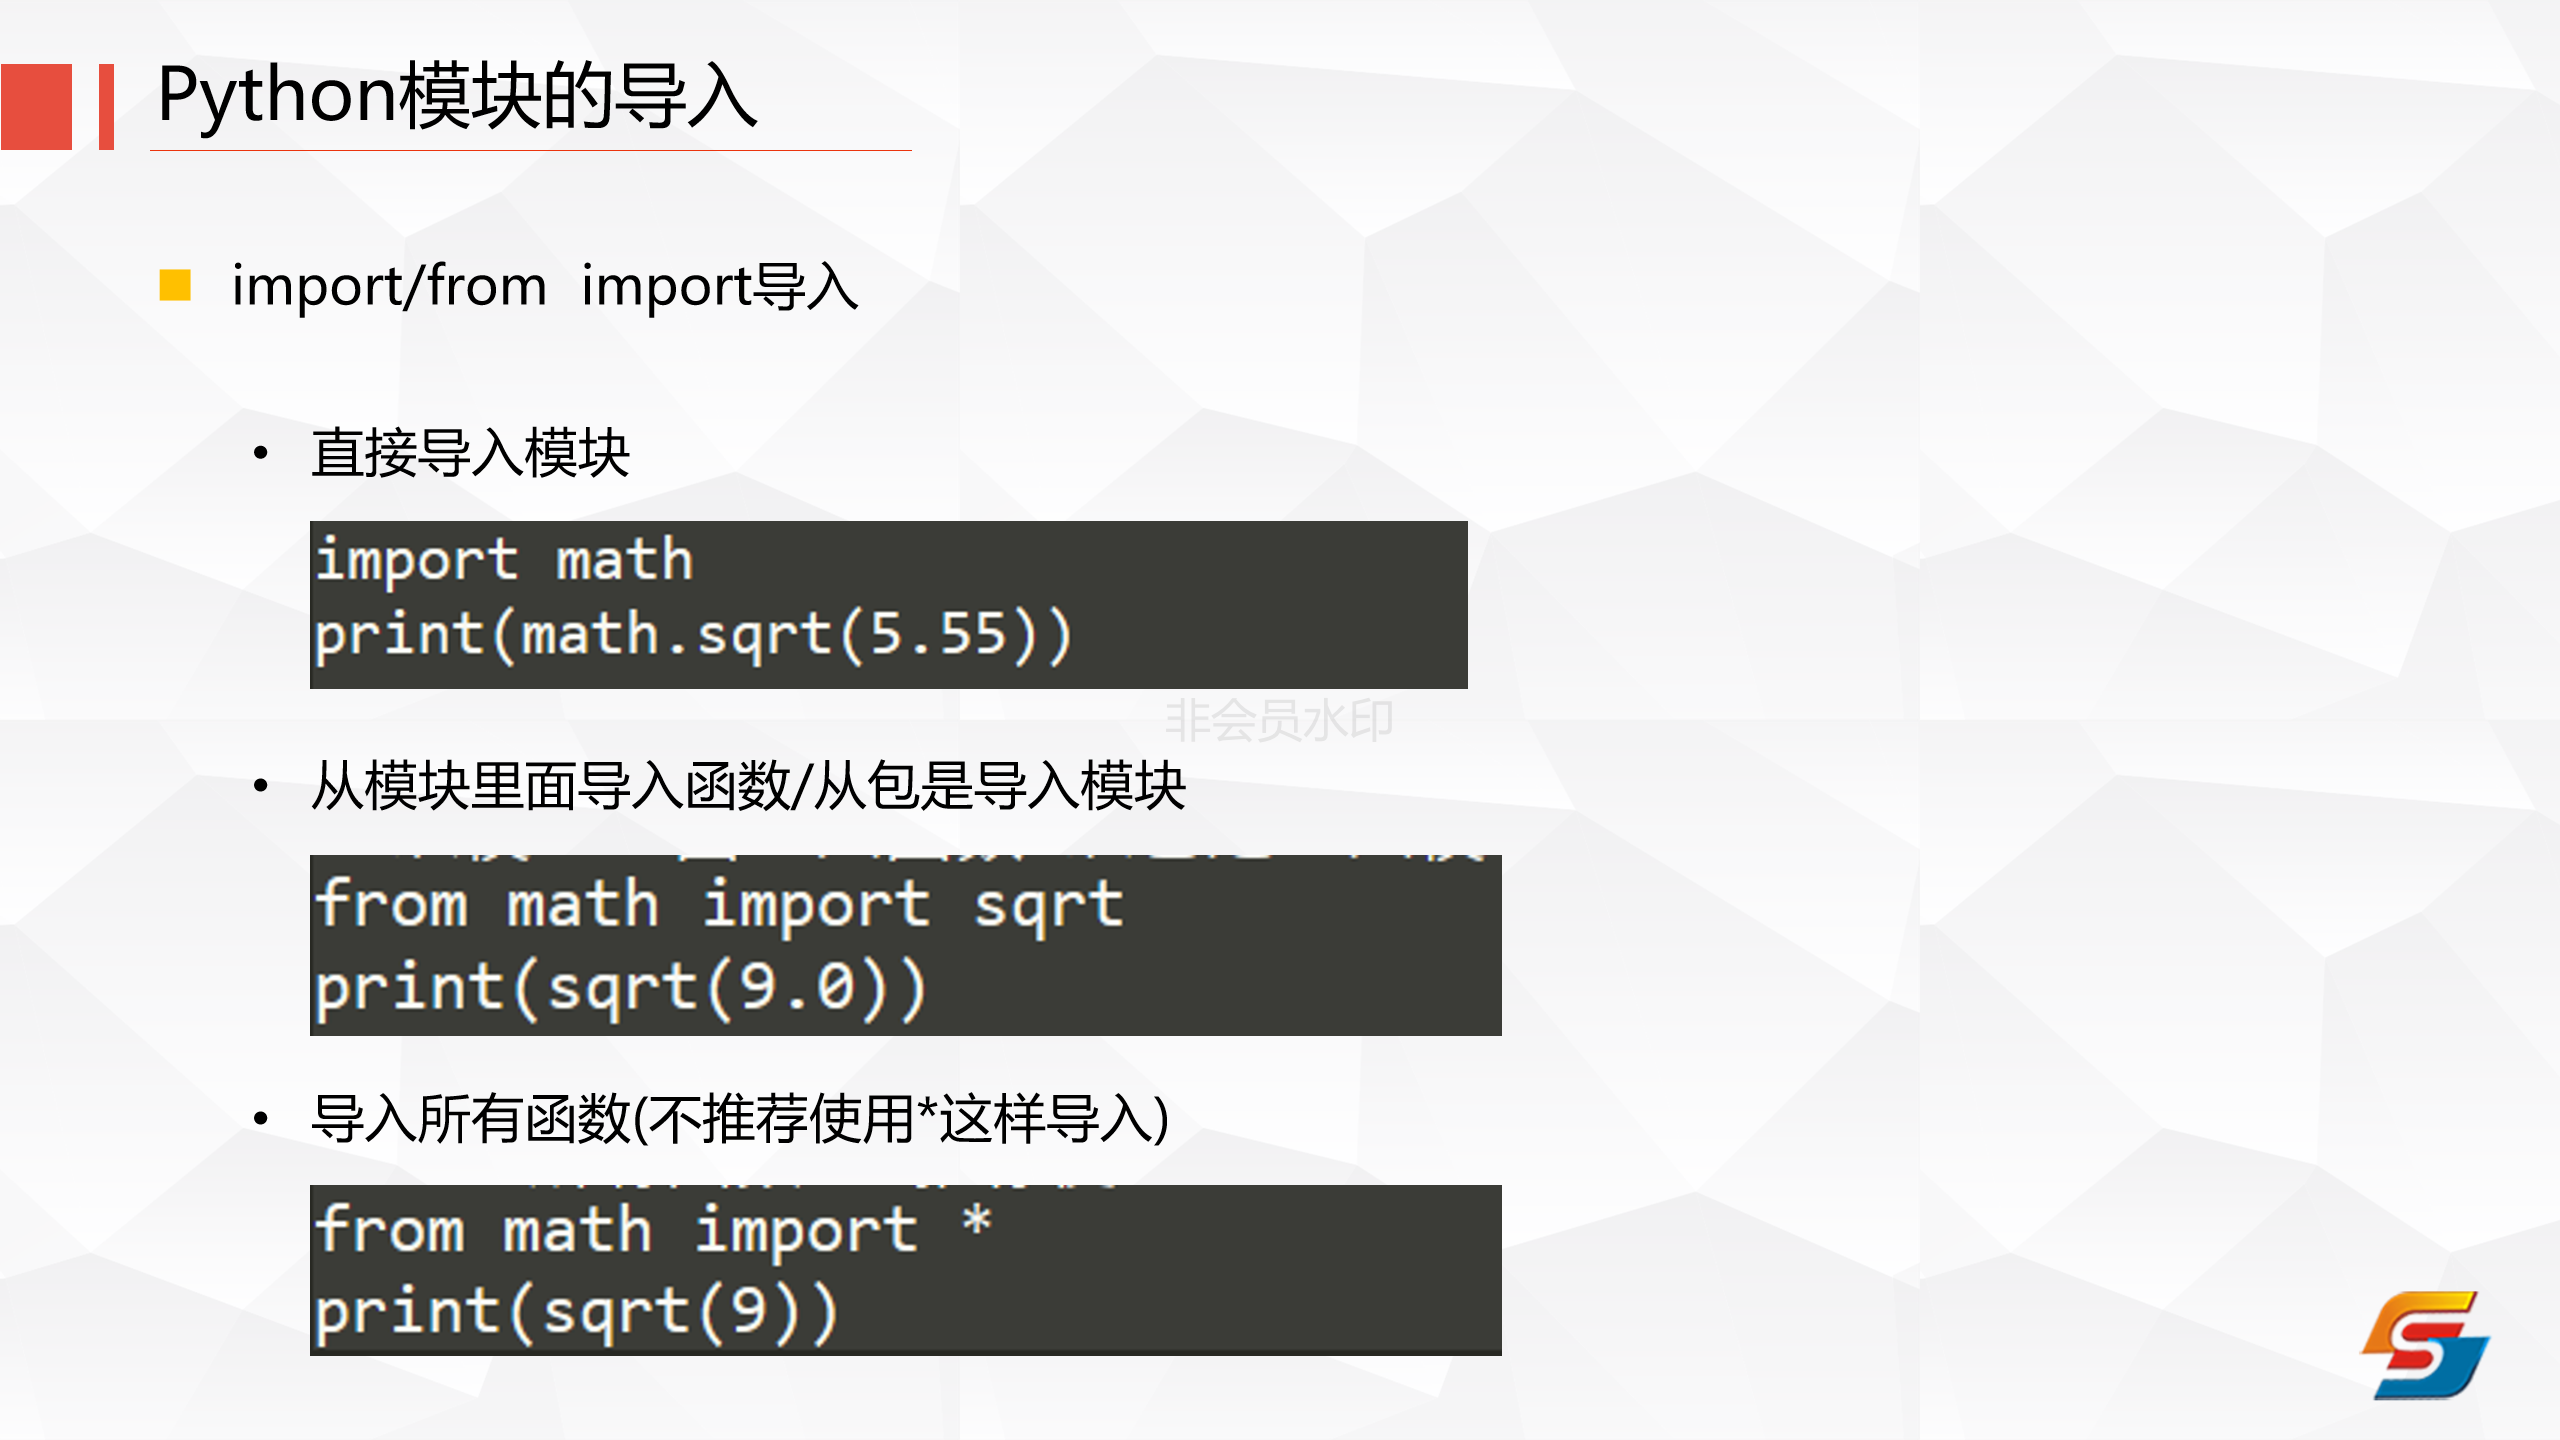 Python模块的导入
import/from  import导入
直接导入模块
import math
print(math.sqrt(5.55))
非会员水印
从模块里面导入函数/从包是导入模块
from math import sqrt
print(sqrt(9.0))
导入所有函数(不推荐使用*这样导入)
from math import *
print(sqrt(9))